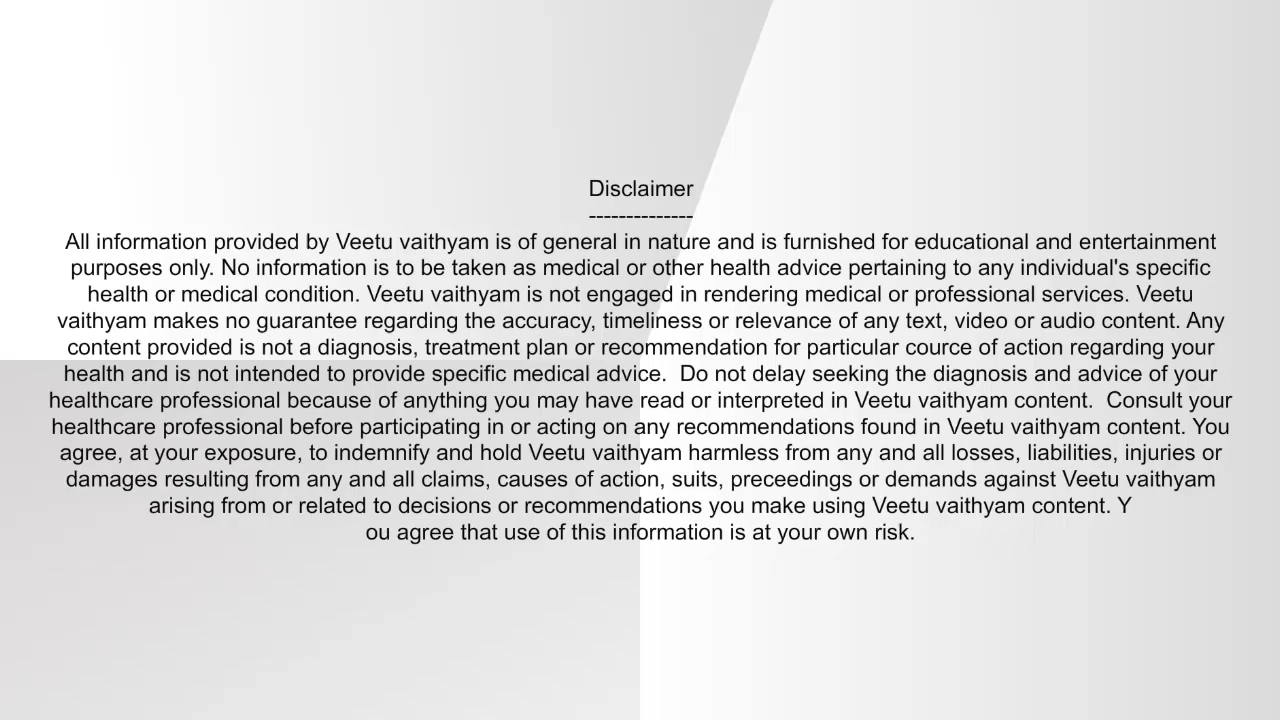 Disclaimer
--------------
All information provided by Veetu vaithyam is of general in nature and is furnished for educational and entertainment
purposes only. No information is to be taken as medical or other health advice pertaining to any individual's specific
health or medical condition. Veetu vaithyam is not engaged in rendering medical or professional services. Veetu
vaithyam makes no guarantee regarding the accuracy, timeliness or relevance of any text, video or audio content. Any
content provided is not a diagnosis, treatment plan or recommendation for particular cource of action regarding your
health and is not intended to provide specific medical advice.  Do not delay seeking the diagnosis and advice of your
healthcare professional because of anything you may have read or interpreted in Veetu vaithyam content.  Consult your
healthcare professional before participating in or acting on any recommendations found in Veetu vaithyam content. You
agree, at your exposure, to indemnify and hold Veetu vaithyam harmless from any and all losses, liabilities, injuries or
damages resulting from any and all claims, causes of action, suits, preceedings or demands against Veetu vaithyam
arising from or related to decisions or recommendations you make using Veetu vaithyam content. Y
ou agree that use of this information is at your own risk.